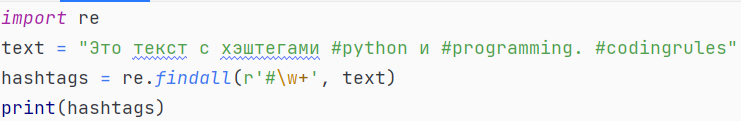 import re
text = "Это текст с хэштегами #python и #programming. #codingrules"
hashtags = re.findall(r'#\w+', text)
print(hashtags)